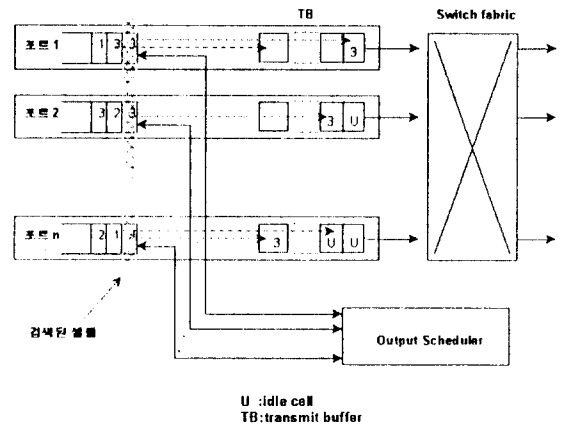 TB
Switch fabric
포트 1
1 3 3
3
포트 2
3 2 3
3 U
포트 n
2 1
3
U U
검색된 셀들
Output Scheduler
U :idle cell
TB:transmit buffer